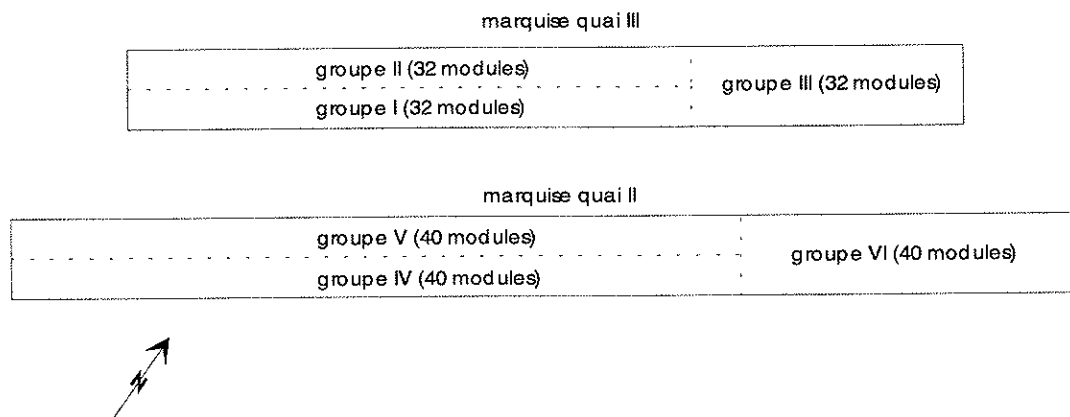 marquise quai III
groupe II (32 modules)
groupe III (32 modules)
groupe I (32 modules)
marquise quai II
groupe V (40 modules)
groupe VI (40 modules)
groupe IV (40 modules)
N